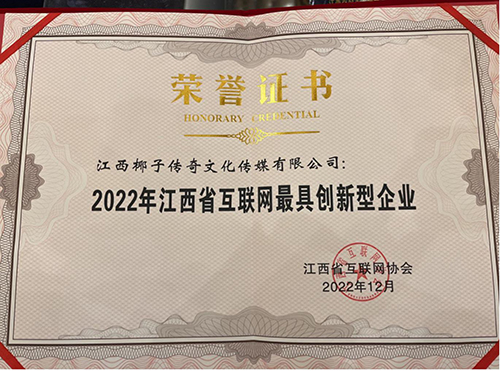 荣誉证书
HONORARY CREDENTIAL
江西椰子传奇文化传媒有限公司：
2022年江西省互联网最具创新型企业
江西省互联网协会
2022年12月